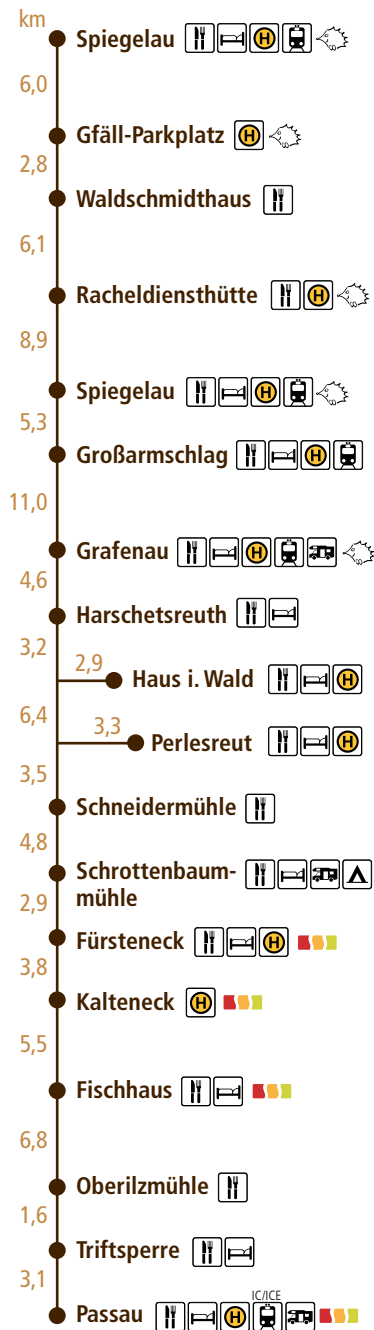 km
Spiegelau H
6,0
Gfäll-Parkplatz H
2,8
Waldschmidthaus
6,1
Racheldiensthütte H
8,9
Spiegelau H
5,3
Großarmschlag H
11,0
Grafenau H
4,6
Harschetsreuth
3,2
2,9
Haus i. Wald H
6,4
3,3
Perlesreut H
3,5
Schneidermühle
4,8
Schrottenbaum-
mühle
2,9
Fürsteneck H
3,8
Kalteneck H
5,5
Fischhaus
6,8
Oberilzmühle
1,6
Triftsperre
3,1
IC/ICE
Passau H